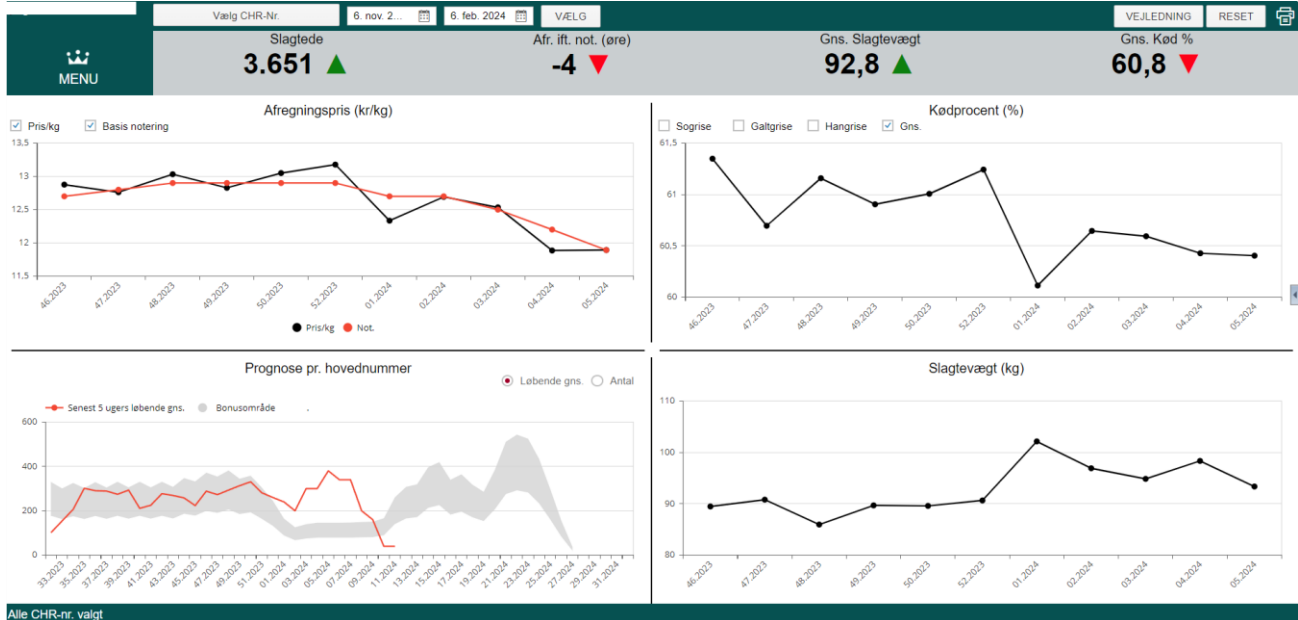 Vælg CHR-Nr.
6. nov. 2...
6. feb. 2024
VÆLG
VEJLEDNING
RESET
MENU
Slagtede
3.651
Afr. ift. not. (øre)
-4
Gns. Slagtevægt
92,8
Gns. Kød %
60,8
Afregningspris (kr/kg)
Pris/kg
Basis notering
13,5
13
12,5
12
11,5
46.2023
47.2023
48.2023
49.2023
50.2023
52.2023
01.2024
02.2024
03.2024
04.2024
05.2024
Pris/kg
Not.
Kødprocent (%)
Sogrise
Galtgrise
Hangrise
Gns.
61,5
61
60,5
60
46.2023
47.2023
48.2023
49.2023
50.2023
52.2023
01.2024
02.2024
03.2024
04.2024
05.2024
Prognose pr. hovednummer
Løbende gns.
Antal
Senest 5 ugers løbende gns.
Bonusområde
.
600
400
200
0
33.2023
35.2023
37.2023
39.2023
41.2023
43.2023
45.2023
47.2023
49.2023
51.2023
01.2024
03.2024
05.2024
07.2024
09.2024
11.2024
13.2024
15.2024
17.2024
19.2024
21.2024
23.2024
25.2024
27.2024
29.2024
31.2024
Slagtevægt (kg)
110
100
90
80
46.2023
47.2023
48.2023
49.2023
50.2023
52.2023
01.2024
02.2024
03.2024
04.2024
05.2024
Alle CHR-nr. valgt